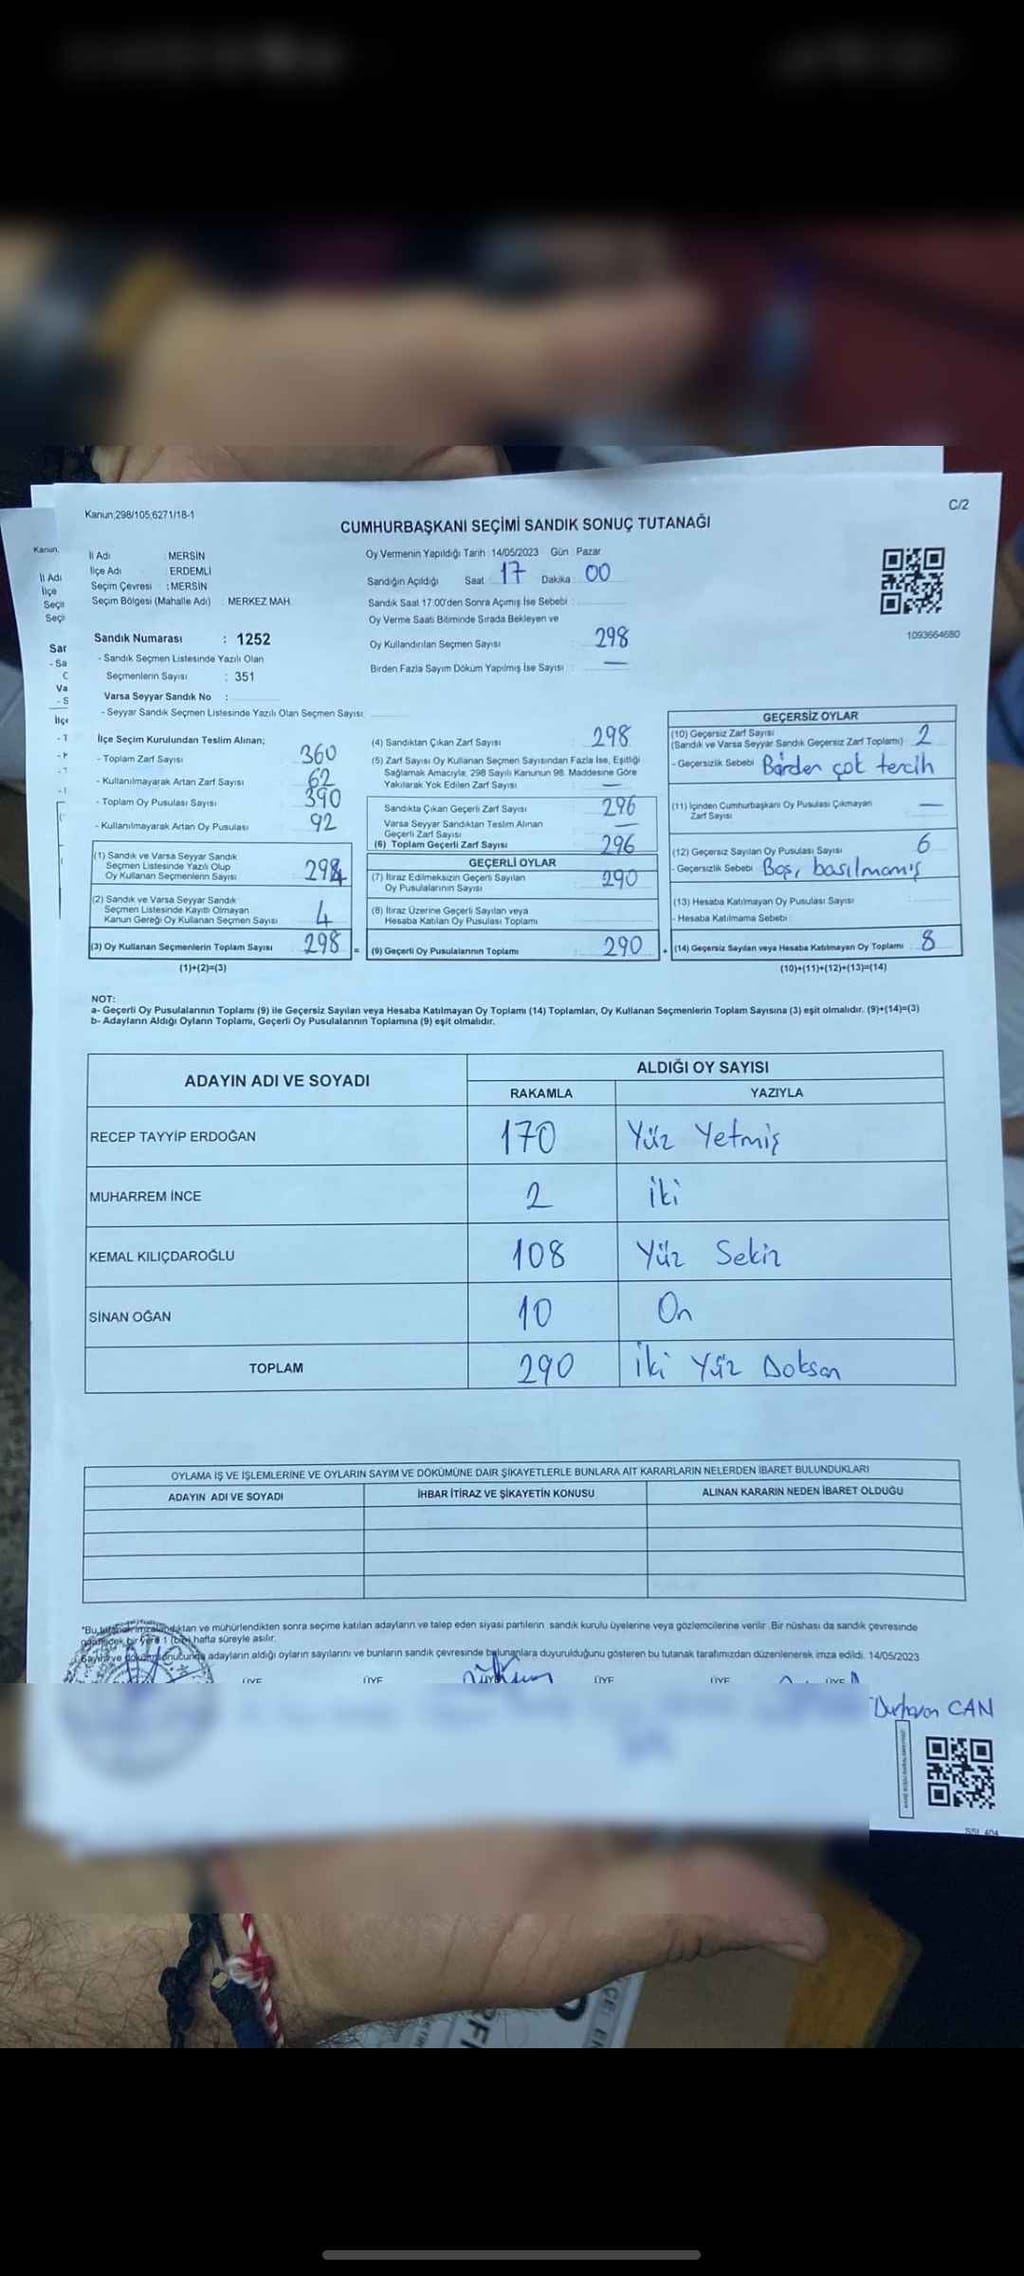 Kanun;298/105,6271/18-1
C/2
CUMHURBAŞKANI SEÇİMİ SANDIK SONUÇ TUTANAĞI
İl Adı : MERSİN
İlçe Adı : ERDEMLİ
Seçim Çevresi : MERSİN
Seçim Bölgesi (Mahalle Adı) : MERKEZ MAH.
Oy Vermenin Yapıldığı Tarih : 14/05/2023 Gün : Pazar
Sandığın Açıldığı Saat : 17 Dakika : 00
Sandık Saat 17.00'den Sonra Açılmış İse Sebebi :
Oy Verme Saati Bitiminde Sırada Bekleyen ve
Oy Kullandırılan Seçmen Sayısı : 298
Birden Fazla Sayım Döküm Yapılmış İse Sayısı : —
1093664680
Sandık Numarası : 1252
- Sandık Seçmen Listesinde Yazılı Olan
Seçmenlerin Sayısı : 351
Varsa Seyyar Sandık No :
- Seyyar Sandık Seçmen Listesinde Yazılı Olan Seçmen Sayısı:
İlçe Seçim Kurulundan Teslim Alınan;
- Toplam Zarf Sayısı : 360
- Kullanılmayarak Artan Zarf Sayısı : 62
- Toplam Oy Pusulası Sayısı : 390
- Kullanılmayarak Artan Oy Pusulası : 92
(1) Sandık ve Varsa Seyyar Sandık
Seçmen Listesinde Yazılı Olup
Oy Kullanan Seçmenlerin Sayısı : 294
(2) Sandık ve Varsa Seyyar Sandık
Seçmen Listesinde Kayıtlı Olmayan
Kanun Gereği Oy Kullanan Seçmen Sayısı : 4
(3) Oy Kullanan Seçmenlerin Toplam Sayısı : 298 =
(1)+(2)=(3)
(4) Sandıktan Çıkan Zarf Sayısı : 298
(5) Zarf Sayısı Oy Kullanan Seçmen Sayısından Fazla İse, Eşitliği
Sağlamak Amacıyla, 298 Sayılı Kanunun 98. Maddesine Göre
Yakılarak Yok Edilen Zarf Sayısı : —
Sandıkta Çıkan Geçerli Zarf Sayısı : 296
Varsa Seyyar Sandıktan Teslim Alınan
Geçerli Zarf Sayısı : —
(6) Toplam Geçerli Zarf Sayısı : 296
GEÇERLİ OYLAR
(7) İtiraz Edilmeksizin Geçerli Sayılan
Oy Pusulalarının Sayısı : 290
(8) İtiraz Üzerine Geçerli Sayılan veya
Hesaba Katılan Oy Pusulası Toplamı :
(9) Geçerli Oy Pusulalarının Toplamı : 290 +
GEÇERSİZ OYLAR
(10) Geçersiz Zarf Sayısı
(Sandık ve Varsa Seyyar Sandık Geçersiz Zarf Toplamı) : 2
- Geçersizlik Sebebi : Birden çok tercih
(11) İçinden Cumhurbaşkanı Oy Pusulası Çıkmayan
Zarf Sayısı : —
(12) Geçersiz Sayılan Oy Pusulası Sayısı : 6
- Geçersizlik Sebebi : Boş, basılmamış
(13) Hesaba Katılmayan Oy Pusulası Sayısı :
- Hesaba Katılmama Sebebi :
(14) Geçersiz Sayılan veya Hesaba Katılmayan Oy Toplamı : 8
(10)+(11)+(12)+(13)=(14)
NOT:
a- Geçerli Oy Pusulalarının Toplamı (9) ile Geçersiz Sayılan veya Hesaba Katılmayan Oy Toplamı (14) Toplamları, Oy Kullanan Seçmenlerin Toplam Sayısına (3) eşit olmalıdır. (9)+(14)=(3)
b- Adayların Aldığı Oyların Toplamı, Geçerli Oy Pusulalarının Toplamına (9) eşit olmalıdır.
ADAYIN ADI VE SOYADI
ALDIĞI OY SAYISI
RAKAMLA YAZIYLA
RECEP TAYYİP ERDOĞAN 170 Yüz Yetmiş
MUHARREM İNCE 2 İki
KEMAL KILIÇDAROĞLU 108 Yüz Sekiz
SİNAN OĞAN 10 On
TOPLAM 290 İki Yüz Doksan
OYLAMA İŞ VE İŞLEMLERİNE VE OYLARIN SAYIM VE DÖKÜMÜNE DAİR ŞİKAYETLERLE BUNLARA AİT KARARLARIN NELERDEN İBARET BULUNDUKLARI
ADAYIN ADI VE SOYADI İHBAR İTİRAZ VE ŞİKAYETİN KONUSU ALINAN KARARIN NEDEN İBARET OLDUĞU
*Bu tutanak imzalandıktan ve mühürlendikten sonra seçime katılan adayların ve talep eden siyasi partilerin sandık kurulu üyelerine veya gözlemcilerine verilir. Bir nüshası da sandık çevresinde
bir yere 1 (bir) hafta süreyle asılır.
adayların aldığı oyların sayılarını ve bunların sandık çevresinde bulunanlara duyurulduğunu gösteren bu tutanak tarafımızdan düzenlenerek imza edildi. 14/05/2023
ÜYE ÜYE ÜYE ÜYE ÜYE
CAN